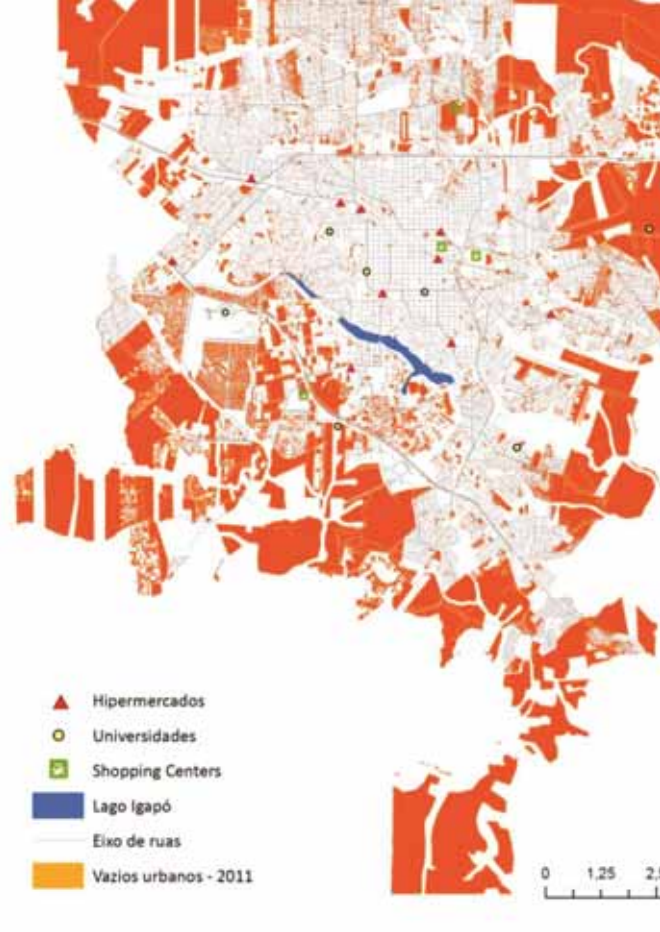 Hipermercados
Universidades
Shopping Centers
Lago Igapó
Eixo de ruas
Vazios urbanos - 2011
0 1,25